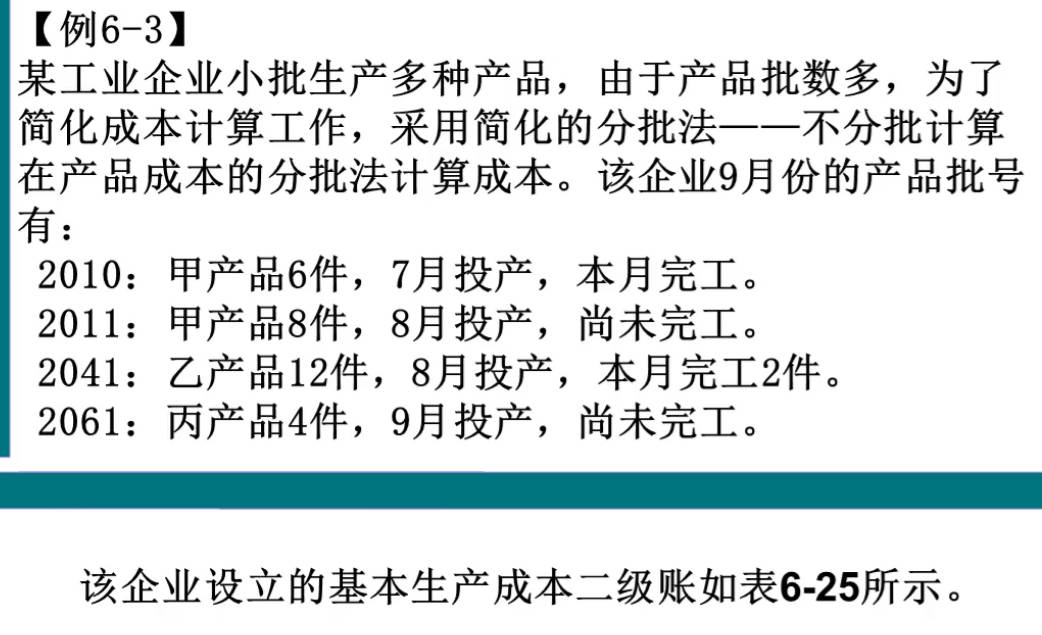 【例6-3】
某工业企业小批生产多种产品，由于产品批数多，为了
简化成本计算工作，采用简化的分批法——不分批计算
在产品成本的分批法计算成本。该企业9月份的产品批号
有：
2010：甲产品6件，7月投产，本月完工。
2011：甲产品8件，8月投产，尚未完工。
2041：乙产品12件，8月投产，本月完工2件。
2061：丙产品4件，9月投产，尚未完工。
该企业设立的基本生产成本二级账如表6-25所示。